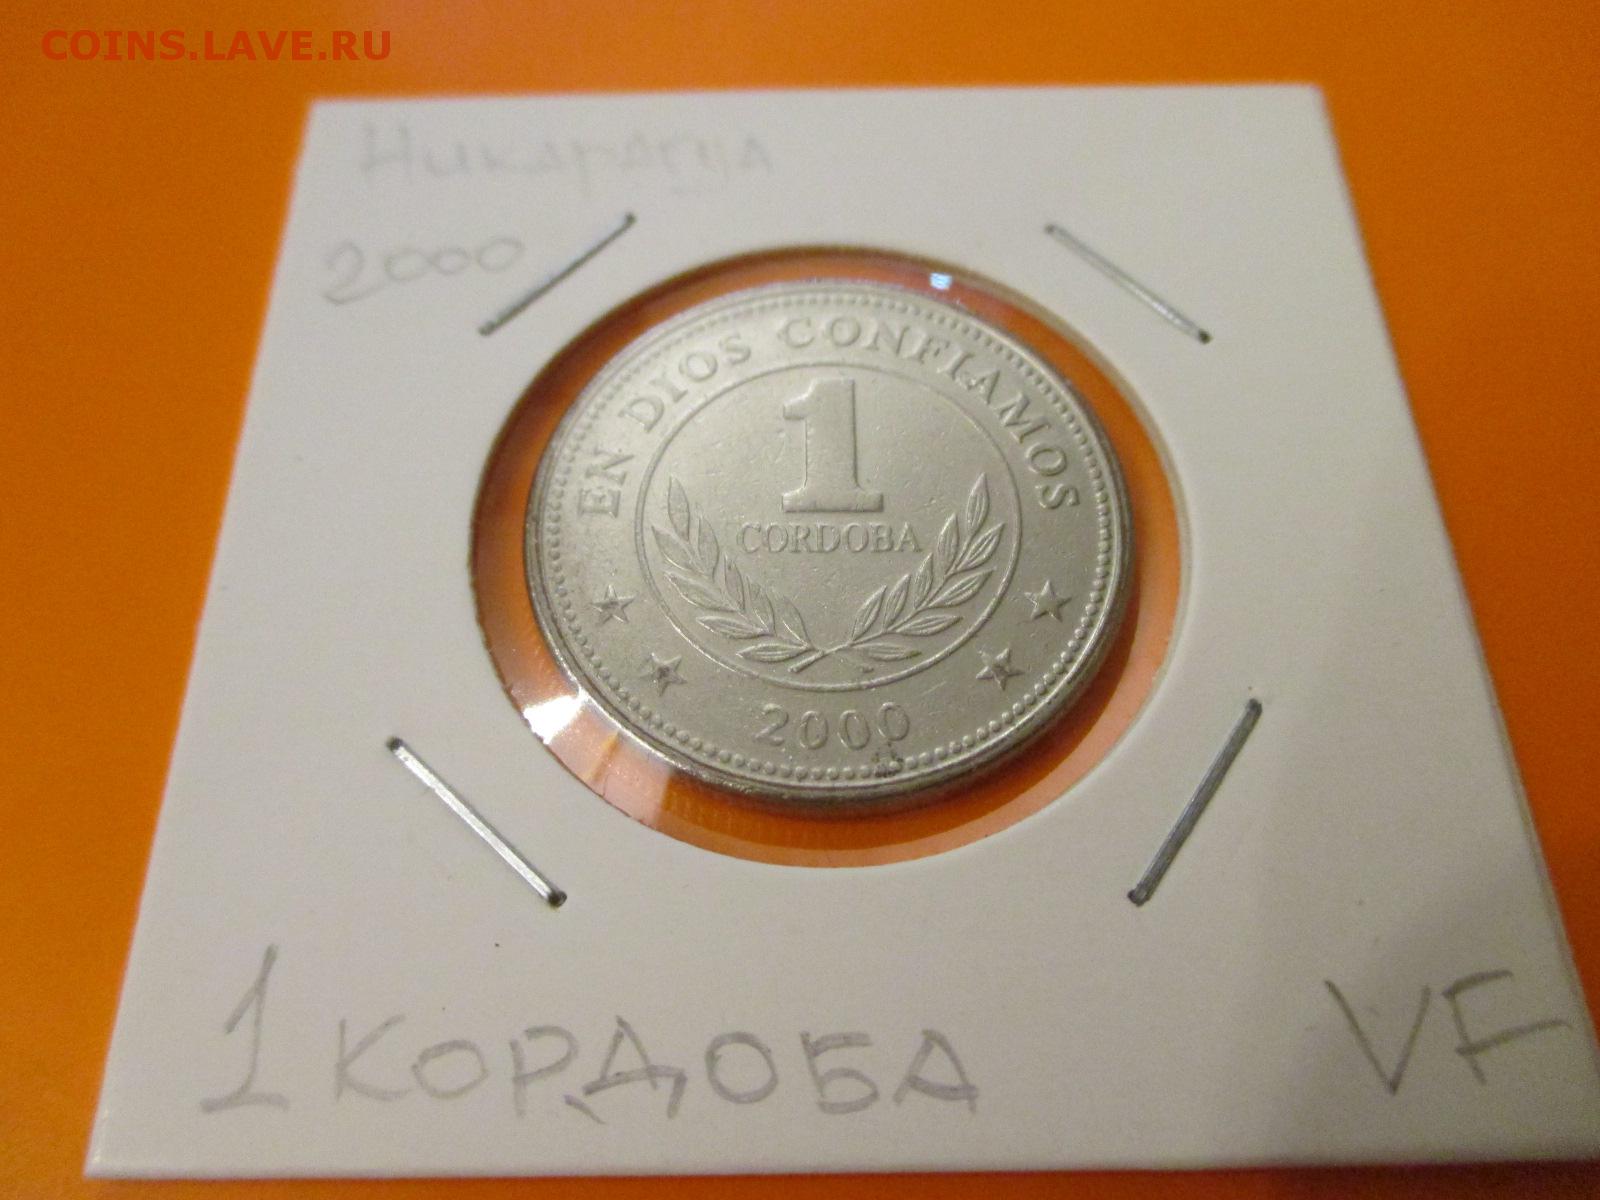 COINS.LAVE.RU
Никарагуа
2000
EN DIOS CONFIAMOS
1
CORDOBA
2000
1 КОРДОБА
VF